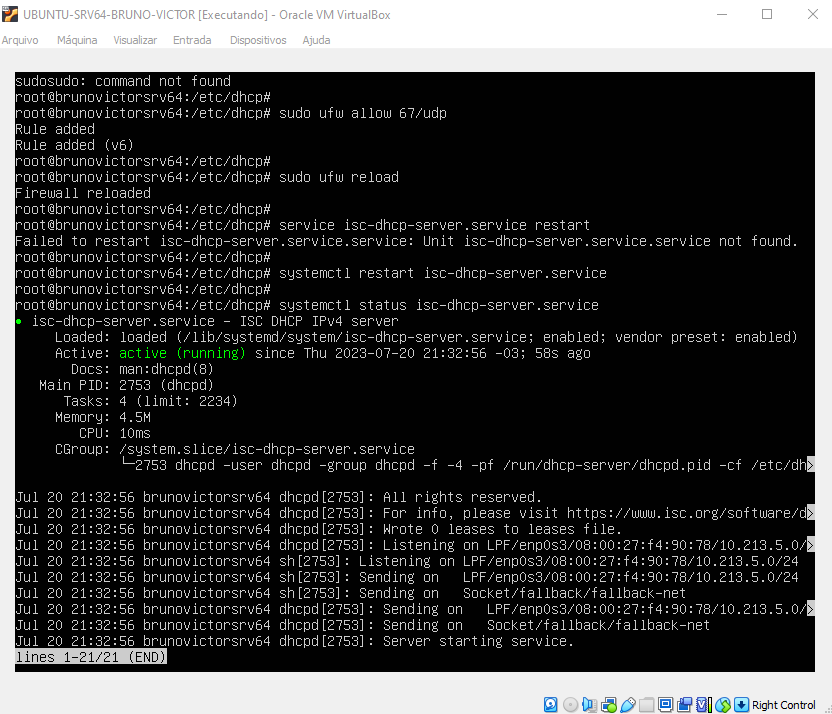 UBUNTU-SRV64-BRUNO-VICTOR [Executando] - Oracle VM VirtualBox
Arquivo Máquina Visualizar Entrada Dispositivos Ajuda
sudosudo: command not found
root@brunovictorsrv64:/etc/dhcp#
root@brunovictorsrv64:/etc/dhcp# sudo ufw allow 67/udp
Rule added
Rule added (v6)
root@brunovictorsrv64:/etc/dhcp#
root@brunovictorsrv64:/etc/dhcp# sudo ufw reload
Firewall reloaded
root@brunovictorsrv64:/etc/dhcp#
root@brunovictorsrv64:/etc/dhcp# service isc-dhcp-server.service restart
Failed to restart isc-dhcp-server.service.service: Unit isc-dhcp-server.service.service not found.
root@brunovictorsrv64:/etc/dhcp#
root@brunovictorsrv64:/etc/dhcp# systemctl restart isc-dhcp-server.service
root@brunovictorsrv64:/etc/dhcp#
root@brunovictorsrv64:/etc/dhcp# systemctl status isc-dhcp-server.service
● isc-dhcp-server.service - ISC DHCP IPv4 server
Loaded: loaded (/lib/systemd/system/isc-dhcp-server.service; enabled; vendor preset: enabled)
Active: active (running) since Thu 2023-07-20 21:32:56 -03; 58s ago
Docs: man:dhcpd(8)
Main PID: 2753 (dhcpd)
Tasks: 4 (limit: 2234)
Memory: 4.5M
CPU: 10ms
CGroup: /system.slice/isc-dhcp-server.service
└─2753 dhcpd -user dhcpd -group dhcpd -f -4 -pf /run/dhcp-server/dhcpd.pid -cf /etc/dh>
Jul 20 21:32:56 brunovictorsrv64 dhcpd[2753]: All rights reserved.
Jul 20 21:32:56 brunovictorsrv64 dhcpd[2753]: For info, please visit https://www.isc.org/software/d>
Jul 20 21:32:56 brunovictorsrv64 dhcpd[2753]: Wrote 0 leases to leases file.
Jul 20 21:32:56 brunovictorsrv64 dhcpd[2753]: Listening on LPF/enp0s3/08:00:27:f4:90:78/10.213.5.0/>
Jul 20 21:32:56 brunovictorsrv64 sh[2753]: Listening on LPF/enp0s3/08:00:27:f4:90:78/10.213.5.0/24
Jul 20 21:32:56 brunovictorsrv64 sh[2753]: Sending on   LPF/enp0s3/08:00:27:f4:90:78/10.213.5.0/24
Jul 20 21:32:56 brunovictorsrv64 sh[2753]: Sending on   Socket/fallback/fallback-net
Jul 20 21:32:56 brunovictorsrv64 dhcpd[2753]: Sending on   LPF/enp0s3/08:00:27:f4:90:78/10.213.5.0/>
Jul 20 21:32:56 brunovictorsrv64 dhcpd[2753]: Sending on   Socket/fallback/fallback-net
Jul 20 21:32:56 brunovictorsrv64 dhcpd[2753]: Server starting service.
lines 1-21/21 (END)
Right Control